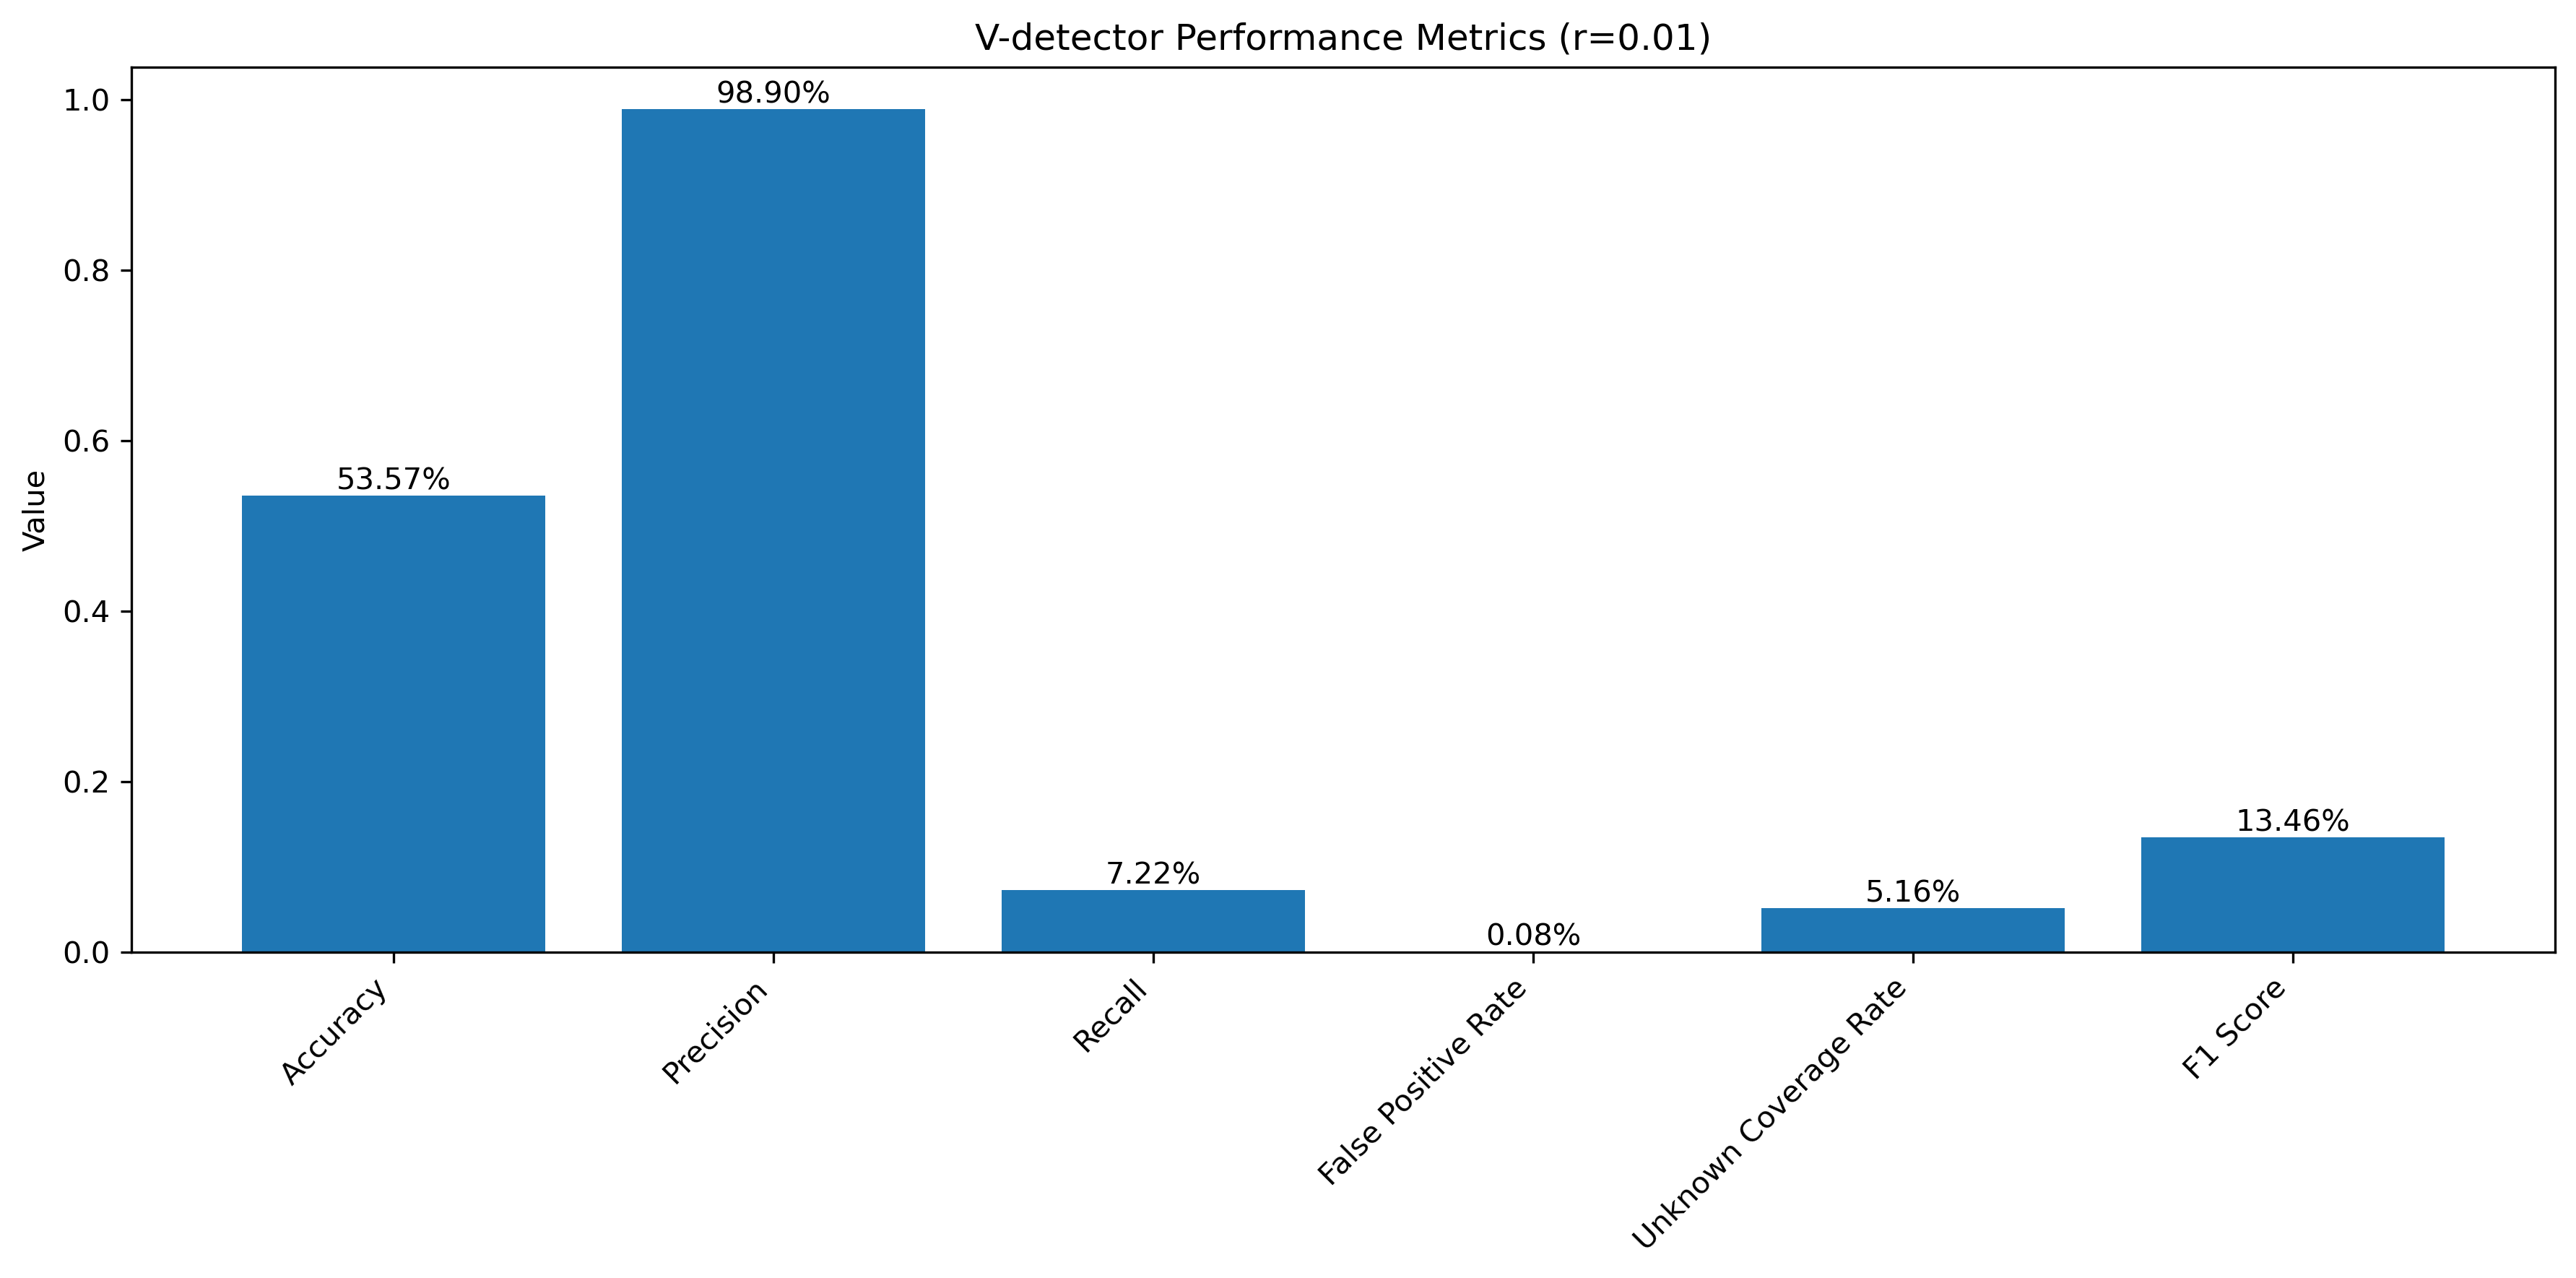 V-detector Performance Metrics (r=0.01)
Value
1.0
0.8
0.6
0.4
0.2
0.0
53.57%
98.90%
7.22%
0.08%
5.16%
13.46%
Accuracy
Precision
Recall
False Positive Rate
Unknown Coverage Rate
F1 Score